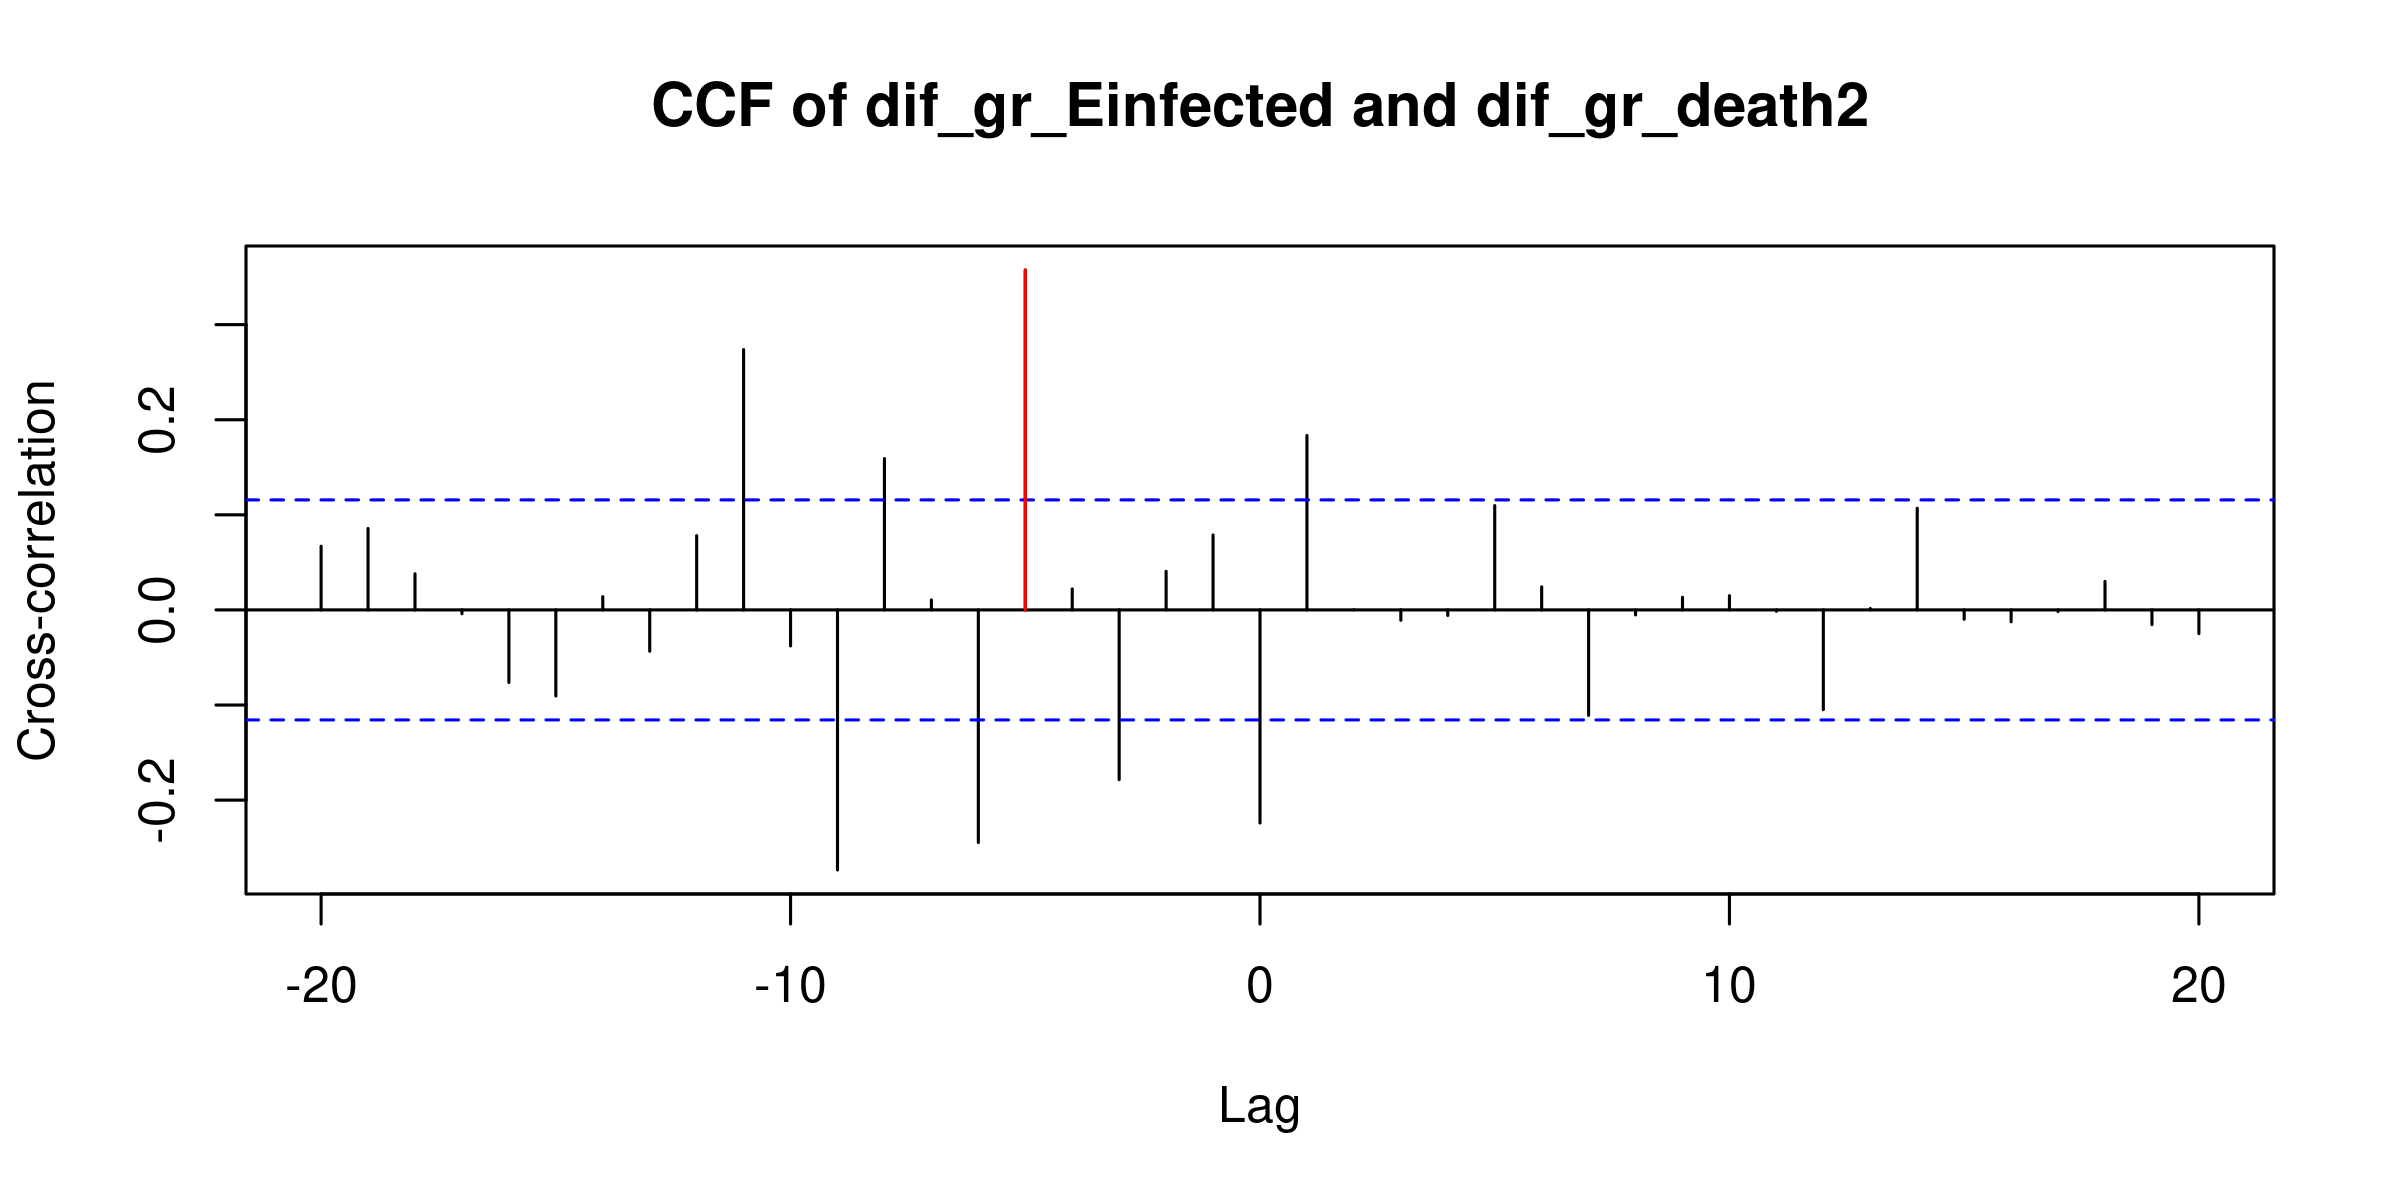 CCF of dif_gr_Einfected and dif_gr_death2
Cross-correlation
0.2
0.0
-0.2
-20 -10 0 10 20
Lag